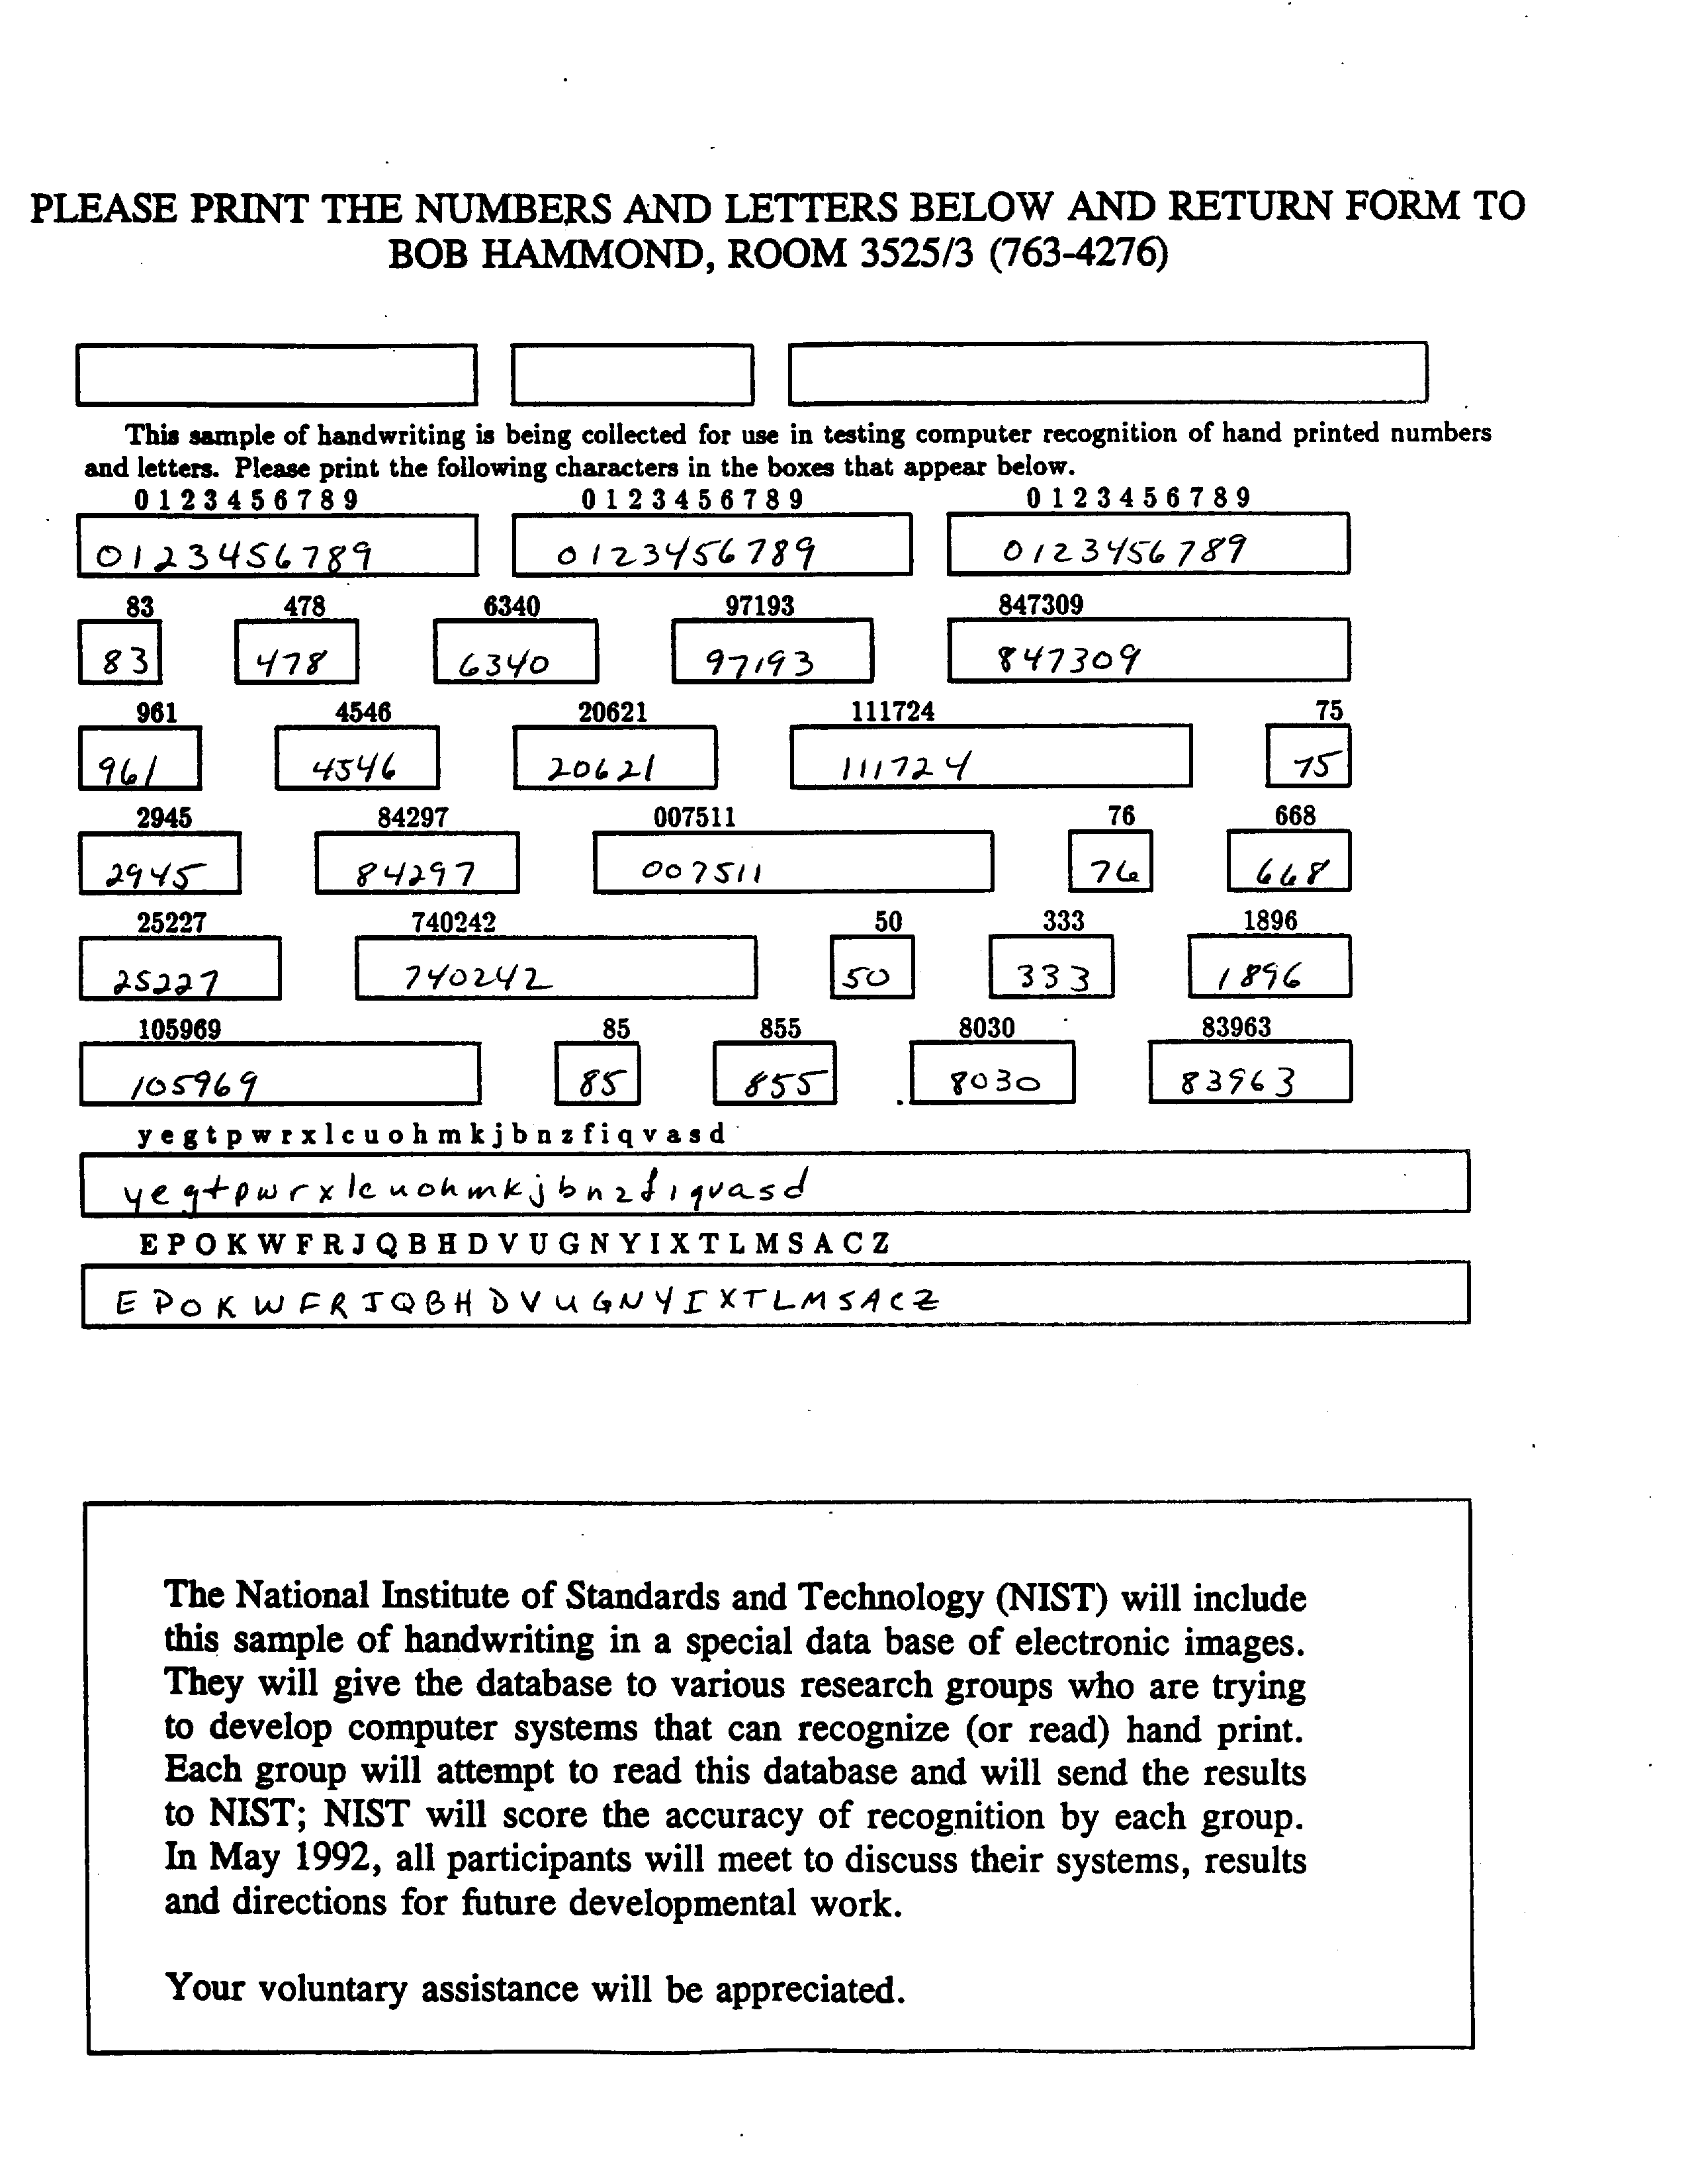 PLEASE PRINT THE NUMBERS AND LETTERS BELOW AND RETURN FORM TO
BOB HAMMOND, ROOM 3525/3 (763-4276)
This sample of handwriting is being collected for use in testing computer recognition of hand printed numbers
and letters. Please print the following characters in the boxes that appear below.
0 1 2 3 4 5 6 7 8 9 0 1 2 3 4 5 6 7 8 9 0 1 2 3 4 5 6 7 8 9
0123456789 0123456789 0123456789
83 478 6340 97193 847309
83 478 6340 97193 847309
961 4546 20621 111724 75
961 4546 20621 111724 75
2945 84297 007511 76 668
2945 84297 007511 76 668
25227 740242 50 333 1896
25227 740242 50 333 1896
105969 85 855 8030 83963
105969 85 855 8030 83963
y e g t p w r x l c u o h m k j b n z f i q v a s d
y e g t p w r x l c u o h m k j b n z f i q v a s d
E P O K W F R J Q B H D V U G N Y I X T L M S A C Z
E P O K W F R J Q B H D V U G N Y I X T L M S A C Z
The National Institute of Standards and Technology (NIST) will include
this sample of handwriting in a special data base of electronic images.
They will give the database to various research groups who are trying
to develop computer systems that can recognize (or read) hand print.
Each group will attempt to read this database and will send the results
to NIST; NIST will score the accuracy of recognition by each group.
In May 1992, all participants will meet to discuss their systems, results
and directions for future developmental work.
Your voluntary assistance will be appreciated.